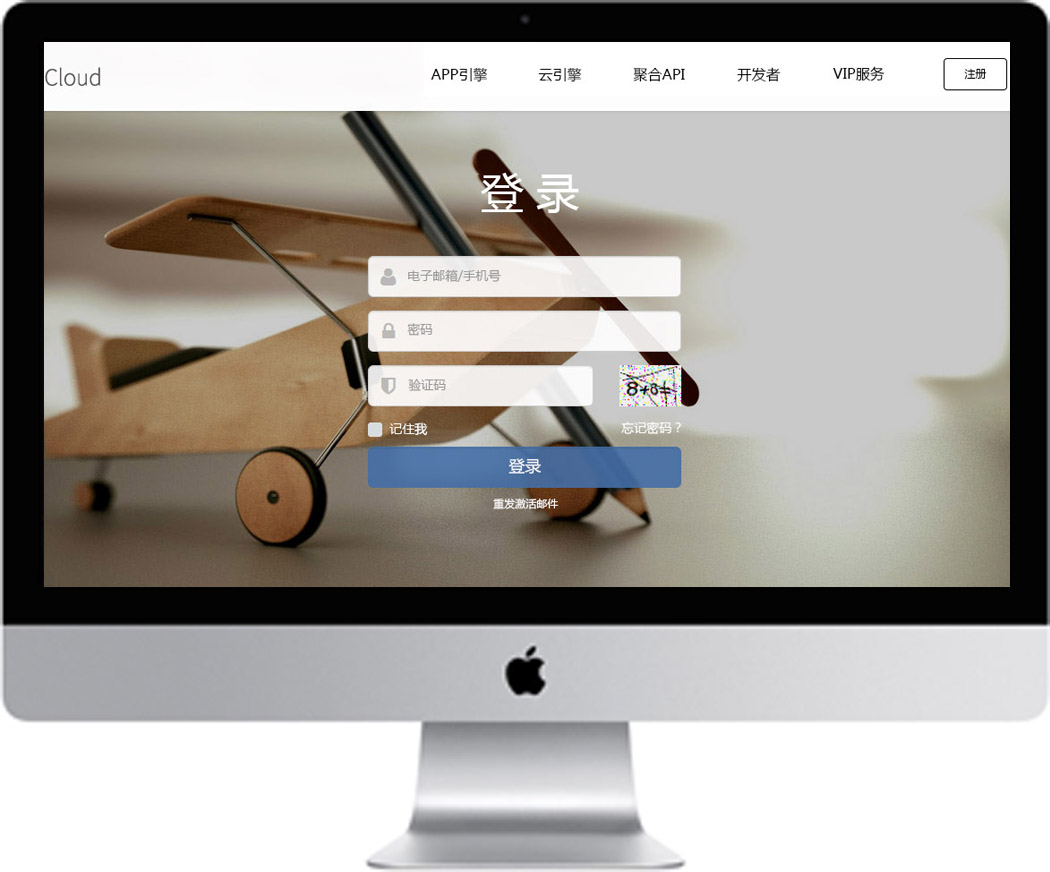 Cloud
APP引擎 云引擎 聚合API 开发者 VIP服务 注册
登录
电子邮箱/手机号
密码
验证码 8+8=
记住我 忘记密码？
登录
重发激活邮件